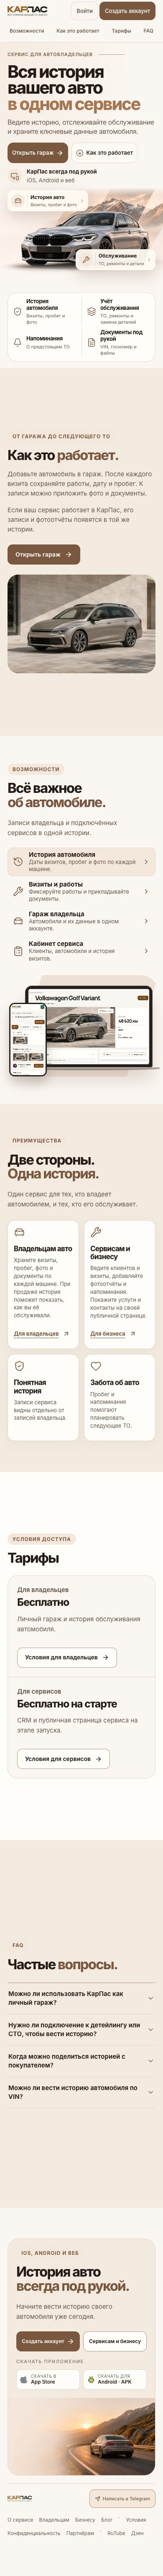 КАРПАС
Войти
Создать аккаунт
Возможности
Как это работает
Тарифы
FAQ
СЕРВИС ДЛЯ АВТОВЛАДЕЛЬЦЕВ
Вся история
вашего авто
в одном сервисе
Ведите историю, отслеживайте обслуживание
и храните ключевые данные автомобиля.
Открыть гараж
Как это работает
КарПас всегда под рукой
iOS, Android и веб
История авто
Визиты, пробег и фото
Обслуживание
ТО, ремонты и детали
История
автомобиля
Визиты, пробег и
фото
Учёт
обслуживания
ТО, ремонты и
замена деталей
Напоминания
О предстоящем ТО
Документы под
рукой
VIN, госномер и
файлы
ОТ ГАРАЖА ДО СЛЕДУЮЩЕГО ТО
Как это работает.
Добавьте автомобиль в гараж. После каждого
визита сохраняйте работы, дату и пробег. К
записи можно приложить фото и документы.
Если ваш сервис работает в КарПас, его
записи и фотоотчёты появятся в той же
истории.
Открыть гараж
ВОЗМОЖНОСТИ
Всё важное
об автомобиле.
Записи владельца и подключённых
сервисов в одной истории.
История автомобиля
Даты визитов, пробег и фото по каждой
машине.
Визиты и работы
Фиксируйте работы и прикладывайте
документы.
Гараж владельца
Автомобили и их данные в одном
аккаунте.
Кабинет сервиса
Клиенты, автомобили и история
визитов.
Volkswagen Golf Variant
48 620 км
ПРЕИМУЩЕСТВА
Две стороны.
Одна история.
Один сервис для тех, кто владеет
автомобилем, и тех, кто его обслуживает.
Владельцам авто
Храните визиты,
пробег, фото и
документы по
каждой машине. При
продаже история
поможет показать,
как вы её
обслуживали.
Для владельцев
Сервисам и
бизнесу
Ведите клиентов и
визиты, добавляйте
фотоотчёты и
напоминания.
Покажите услуги и
контакты на своей
публичной странице.
Для бизнеса
Понятная
история
Записи сервиса
видны отдельно от
записей владельца.
Забота об авто
Пробег и
напоминания
помогают
планировать
следующее ТО.
УСЛОВИЯ ДОСТУПА
Тарифы
Для владельцев
Бесплатно
Личный гараж и история обслуживания
автомобиля.
Условия для владельцев
Для сервисов
Бесплатно на старте
CRM и публичная страница сервиса на
этапе запуска.
Условия для сервисов
FAQ
Частые вопросы.
Можно ли использовать КарПас как
личный гараж?
Нужно ли подключение к детейлингу или
СТО, чтобы вести историю?
Когда можно поделиться историей с
покупателем?
Можно ли вести историю автомобиля по
VIN?
IOS, ANDROID И ВЕБ
История авто
всегда под рукой.
Начните вести историю своего
автомобиля уже сегодня.
Создать аккаунт
Сервисам и бизнесу
СКАЧАТЬ ПРИЛОЖЕНИЕ
СКАЧАТЬ В
App Store
СКАЧАТЬ ДЛЯ
Android · APK
КАРПАС
Написать в Telegram
О сервисе
Владельцам
Бизнесу
Блог
Условия
Конфиденциальность
Партнёрам
RuTube
Дзен